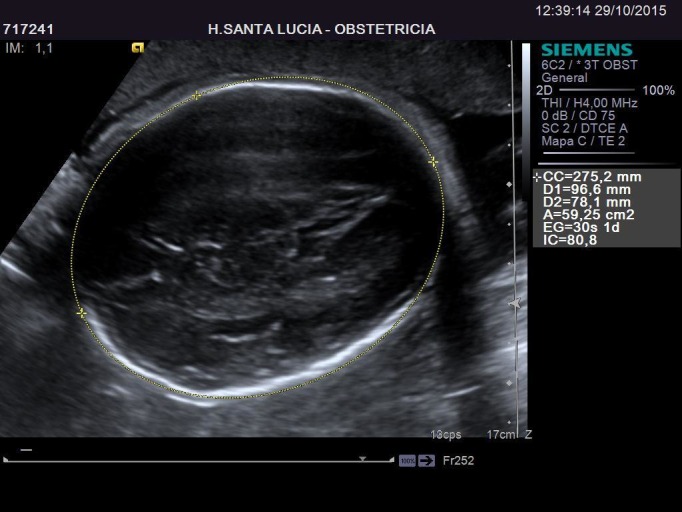 12:39:14 29/10/2015
717241
H.SANTA LUCIA - OBSTETRICIA
IM: 1,1
SIEMENS
6C2 / * 3T OBST
General
2D 100%
THI / H4,00 MHz
0 dB / CD 75
SC 2 / DTCE A
Mapa C / TE 2
CC=275,2 mm
D1=96,6 mm
D2=78,1 mm
A=59,25 cm2
EG=30s 1d
IC=80,8
13cps 17cm Z
100% Fr252